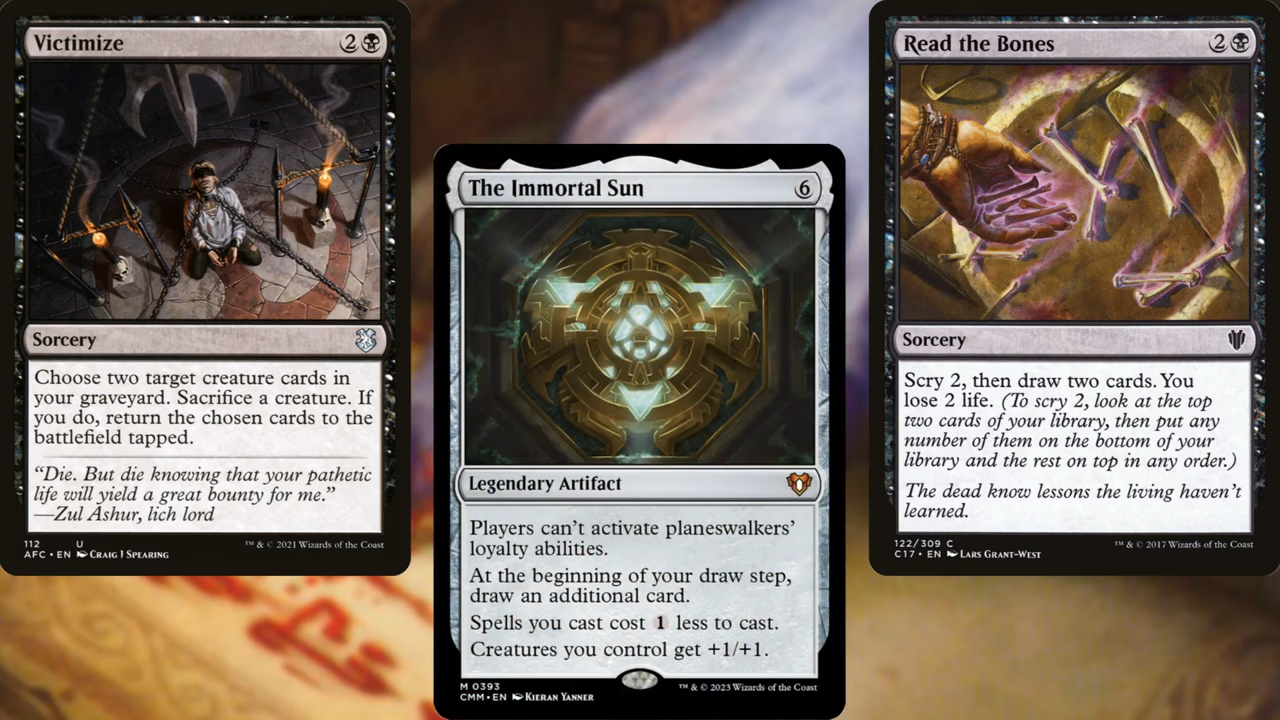 Victimize 2
Sorcery
Choose two target creature cards in
your graveyard. Sacrifice a creature. If
you do, return the chosen cards to the
battlefield tapped.
“Die. But die knowing that your pathetic
life will yield a great bounty for me.”
—Zul Ashur, lich lord
112 U
AFC • EN CRAIG J SPEARING ™ & © 2021 Wizards of the Coast
The Immortal Sun 6
Legendary Artifact
Players can’t activate planeswalkers’
loyalty abilities.
At the beginning of your draw step,
draw an additional card.
Spells you cast cost 1 less to cast.
Creatures you control get +1/+1.
M 0393
CMM • EN KIERAN YANNER ™ & © 2023 Wizards of the Coast
Read the Bones 2
Sorcery
Scry 2, then draw two cards. You
lose 2 life. (To scry 2, look at the top
two cards of your library, then put any
number of them on the bottom of your
library and the rest on top in any order.)
The dead know lessons the living haven’t
learned.
122/309 C
C17 • EN LARS GRANT-WEST ™ & © 2017 Wizards of the Coast